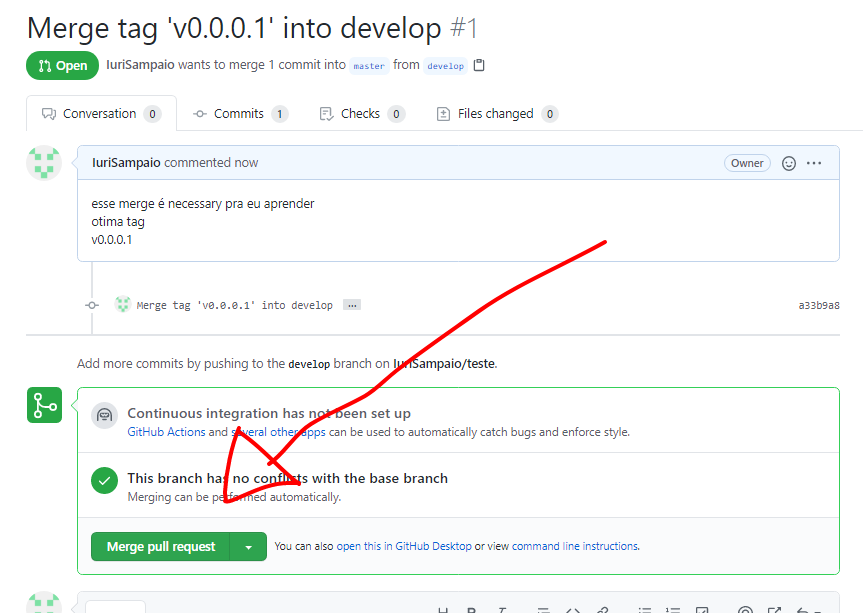 Merge tag 'v0.0.0.1' into develop #1
Open IuriSampaio wants to merge 1 commit into master from develop
Conversation 0 Commits 1 Checks 0 Files changed 0
IuriSampaio commented now Owner ...
esse merge é necessary pra eu aprender
otima tag
v0.0.0.1
Merge tag 'v0.0.0.1' into develop ... a33b9a8
Add more commits by pushing to the develop branch on IuriSampaio/teste.
Continuous integration has not been set up
GitHub Actions and several other apps can be used to automatically catch bugs and enforce style.
This branch has no conflicts with the base branch
Merging can be performed automatically.
Merge pull request You can also open this in GitHub Desktop or view command line instructions.